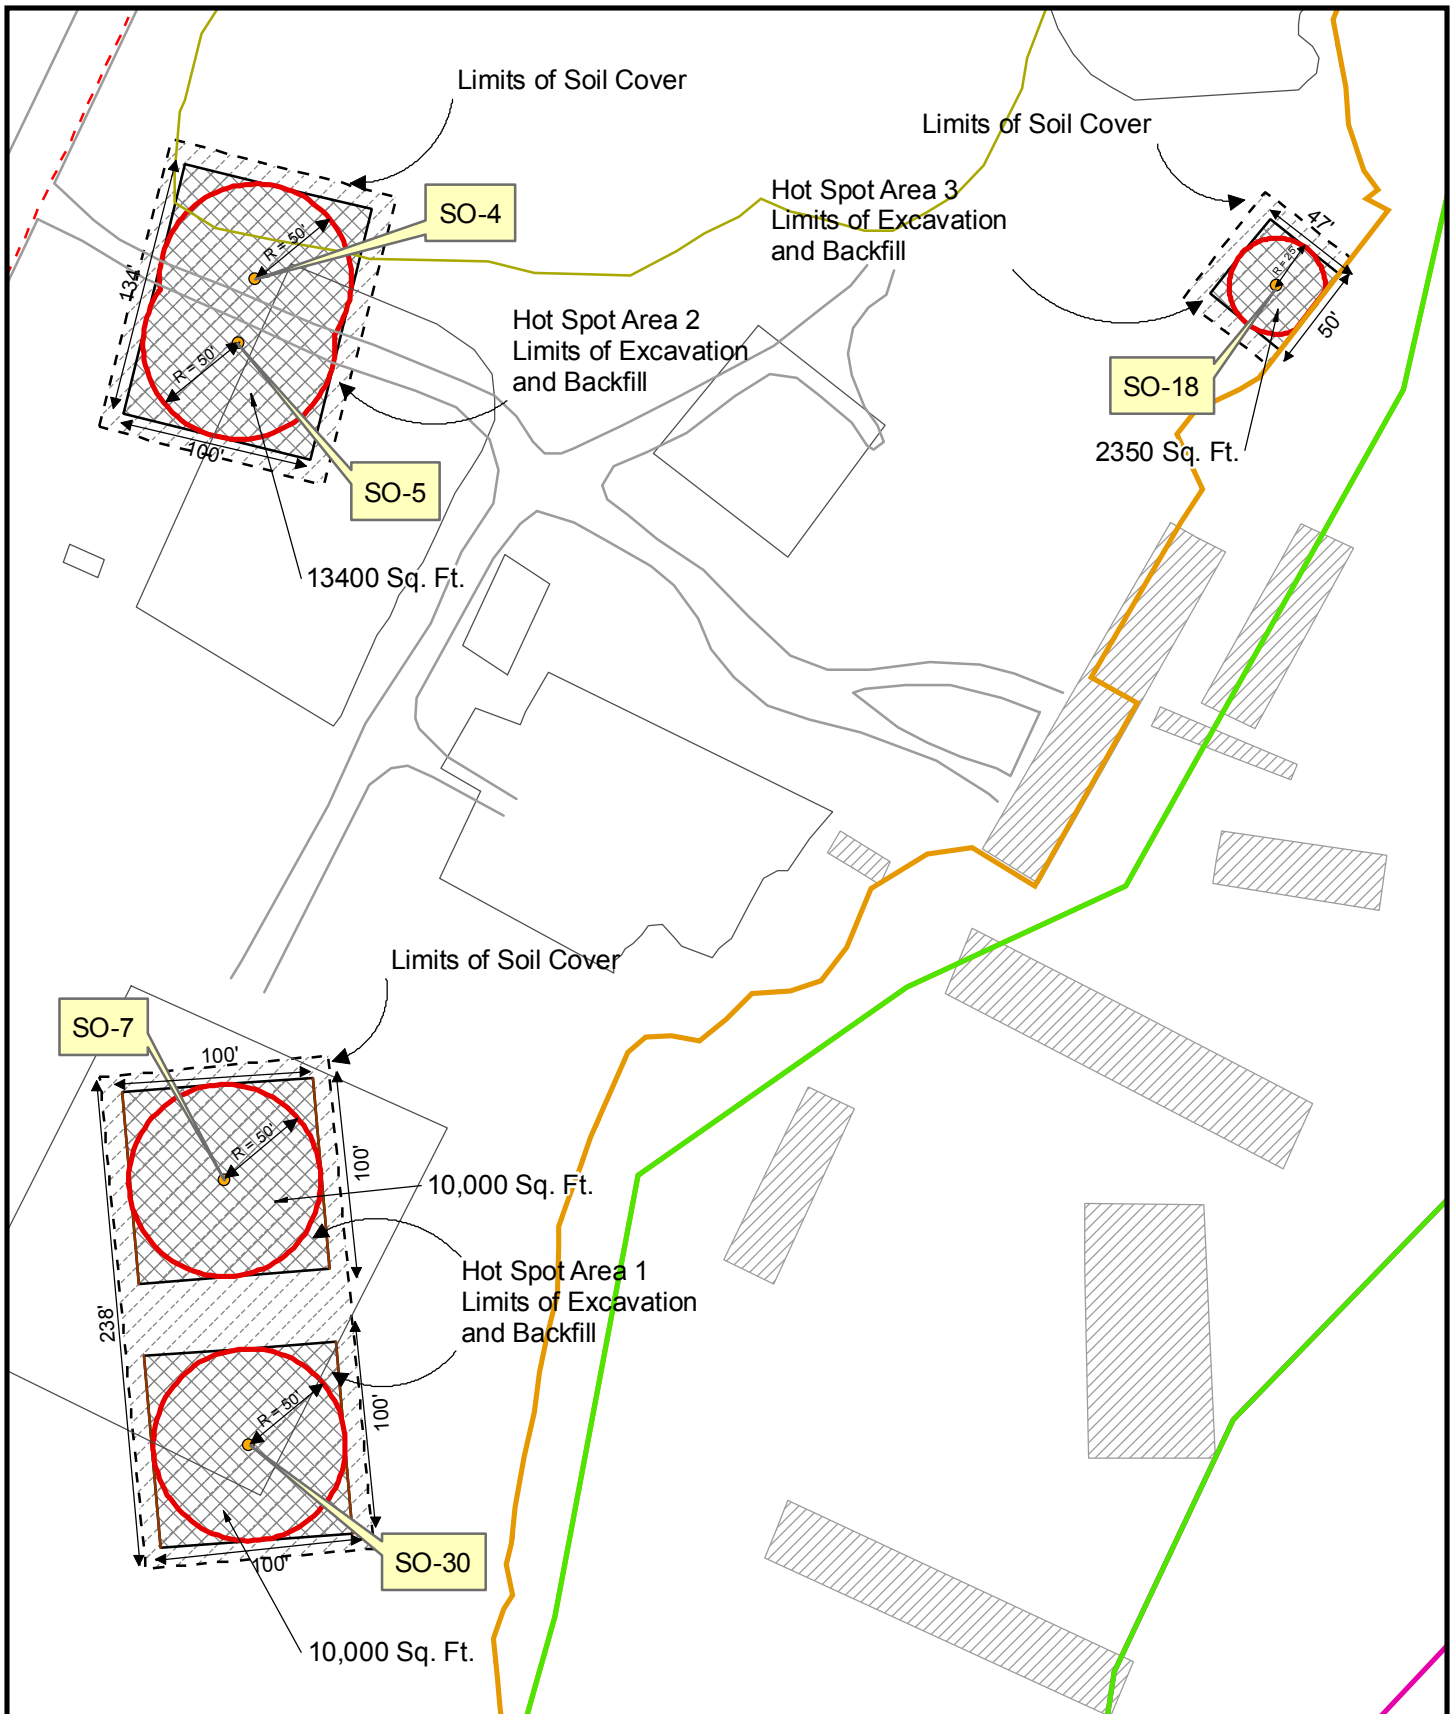 Limits of Soil Cover
Limits of Soil Cover
Hot Spot Area 3
Limits of Excavation
and Backfill
SO-4
R = 50'
134'
47'
R = 25'
50'
Hot Spot Area 2
Limits of Excavation
and Backfill
R = 50'
SO-18
2350 Sq. Ft.
100'
SO-5
13400 Sq. Ft.
Limits of Soil Cover
SO-7
100'
R = 50'
100'
10,000 Sq. Ft.
Hot Spot Area 1
Limits of Excavation
and Backfill
238'
R = 50'
100'
100'
SO-30
10,000 Sq. Ft.